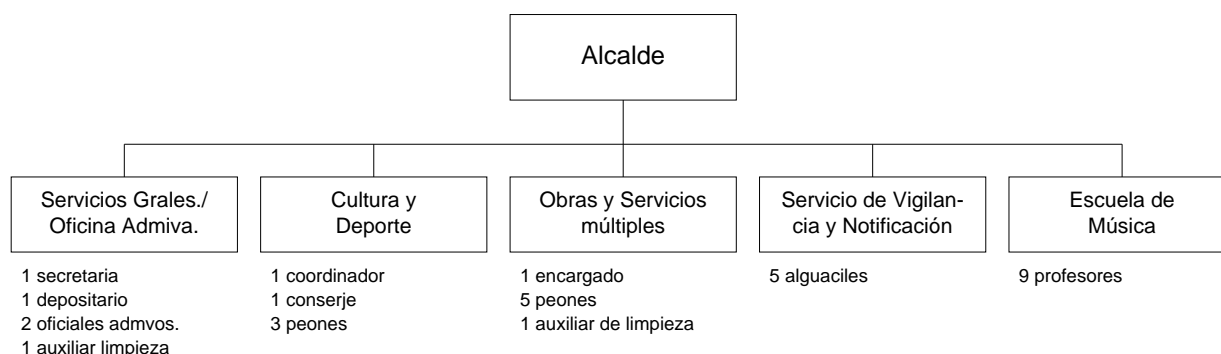 Alcalde
Servicios Grales./
Oficina Admiva.
1 secretaria
1 depositario
2 oficiales admvos.
1 auxiliar limpieza
Cultura y
Deporte
1 coordinador
1 conserje
3 peones
Obras y Servicios
múltiples
1 encargado
5 peones
1 auxiliar de limpieza
Servicio de Vigilan-
cia y Notificación
5 alguaciles
Escuela de
Música
9 profesores